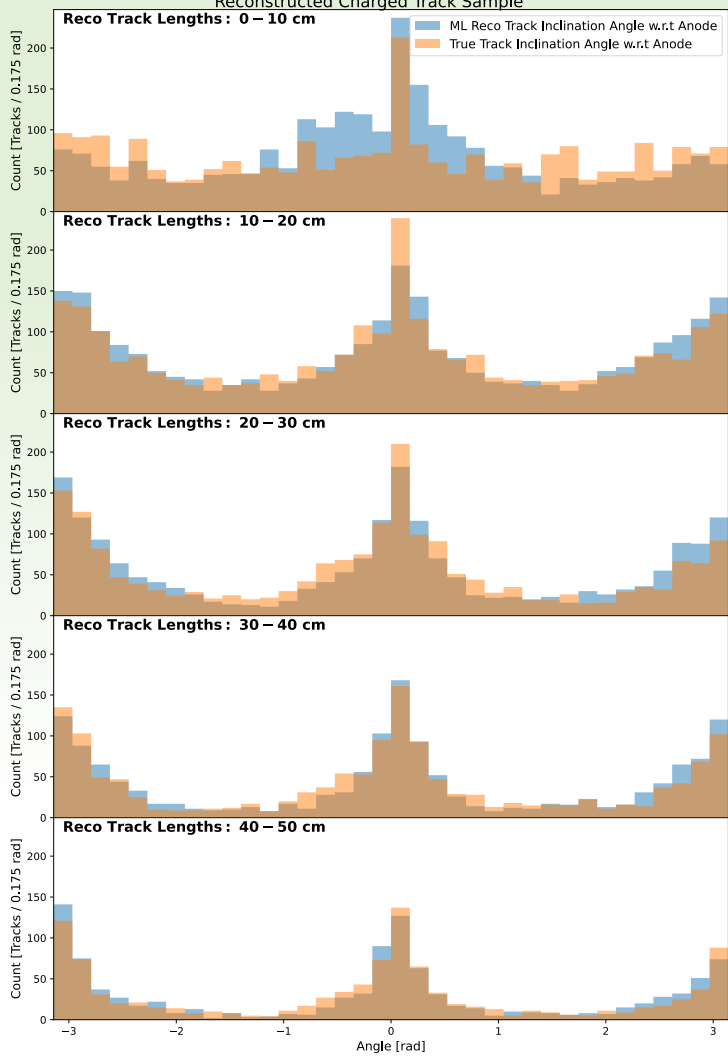 Reconstructed Charged Track Sample
ML Reco Track Inclination Angle w.r.t Anode
True Track Inclination Angle w.r.t Anode
Reco Track Lengths: 0 − 10 cm
Count [Tracks / 0.175 rad]
200
150
100
50
0
Reco Track Lengths: 10 − 20 cm
Count [Tracks / 0.175 rad]
200
150
100
50
0
Reco Track Lengths: 20 − 30 cm
Count [Tracks / 0.175 rad]
200
150
100
50
0
Reco Track Lengths: 30 − 40 cm
Count [Tracks / 0.175 rad]
200
150
100
50
0
Reco Track Lengths: 40 − 50 cm
Count [Tracks / 0.175 rad]
200
150
100
50
0
−3 −2 −1 0 1 2 3
Angle [rad]